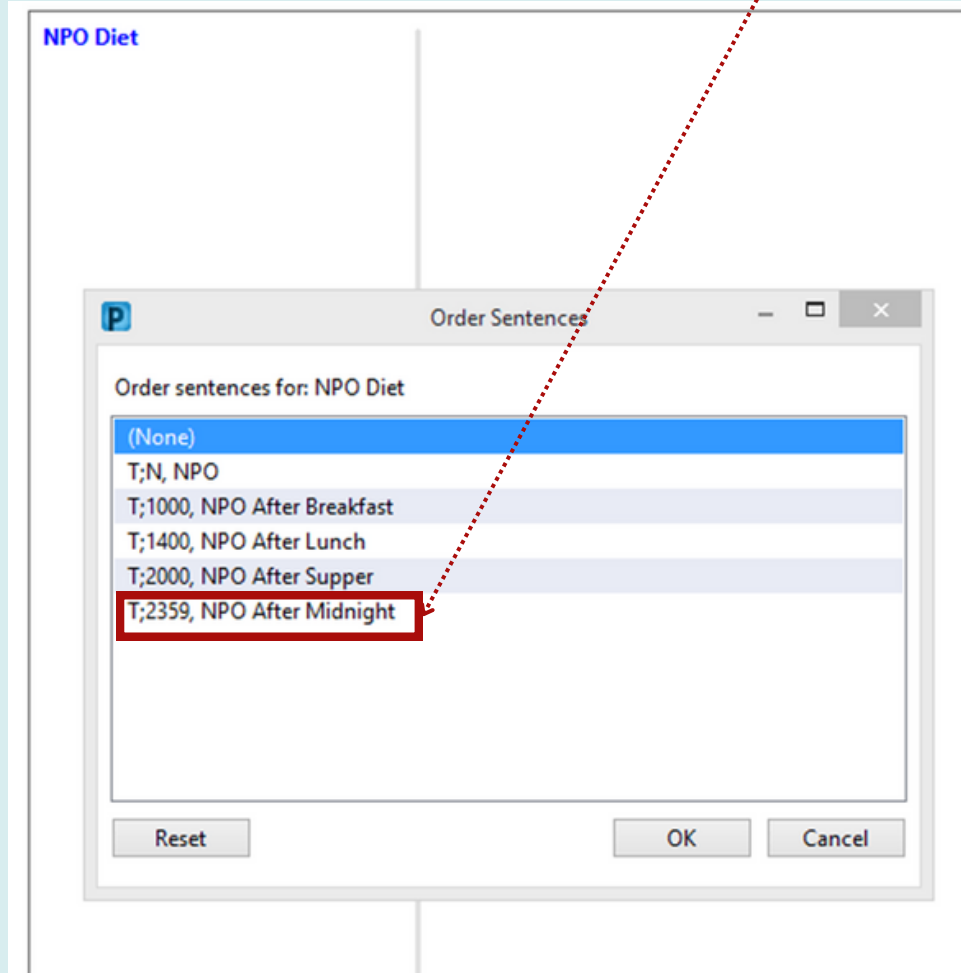 NPO Diet
P
Order Sentences
Order sentences for: NPO Diet
(None)
T;N, NPO
T;1000, NPO After Breakfast
T;1400, NPO After Lunch
T;2000, NPO After Supper
T;2359, NPO After Midnight
Reset OK Cancel